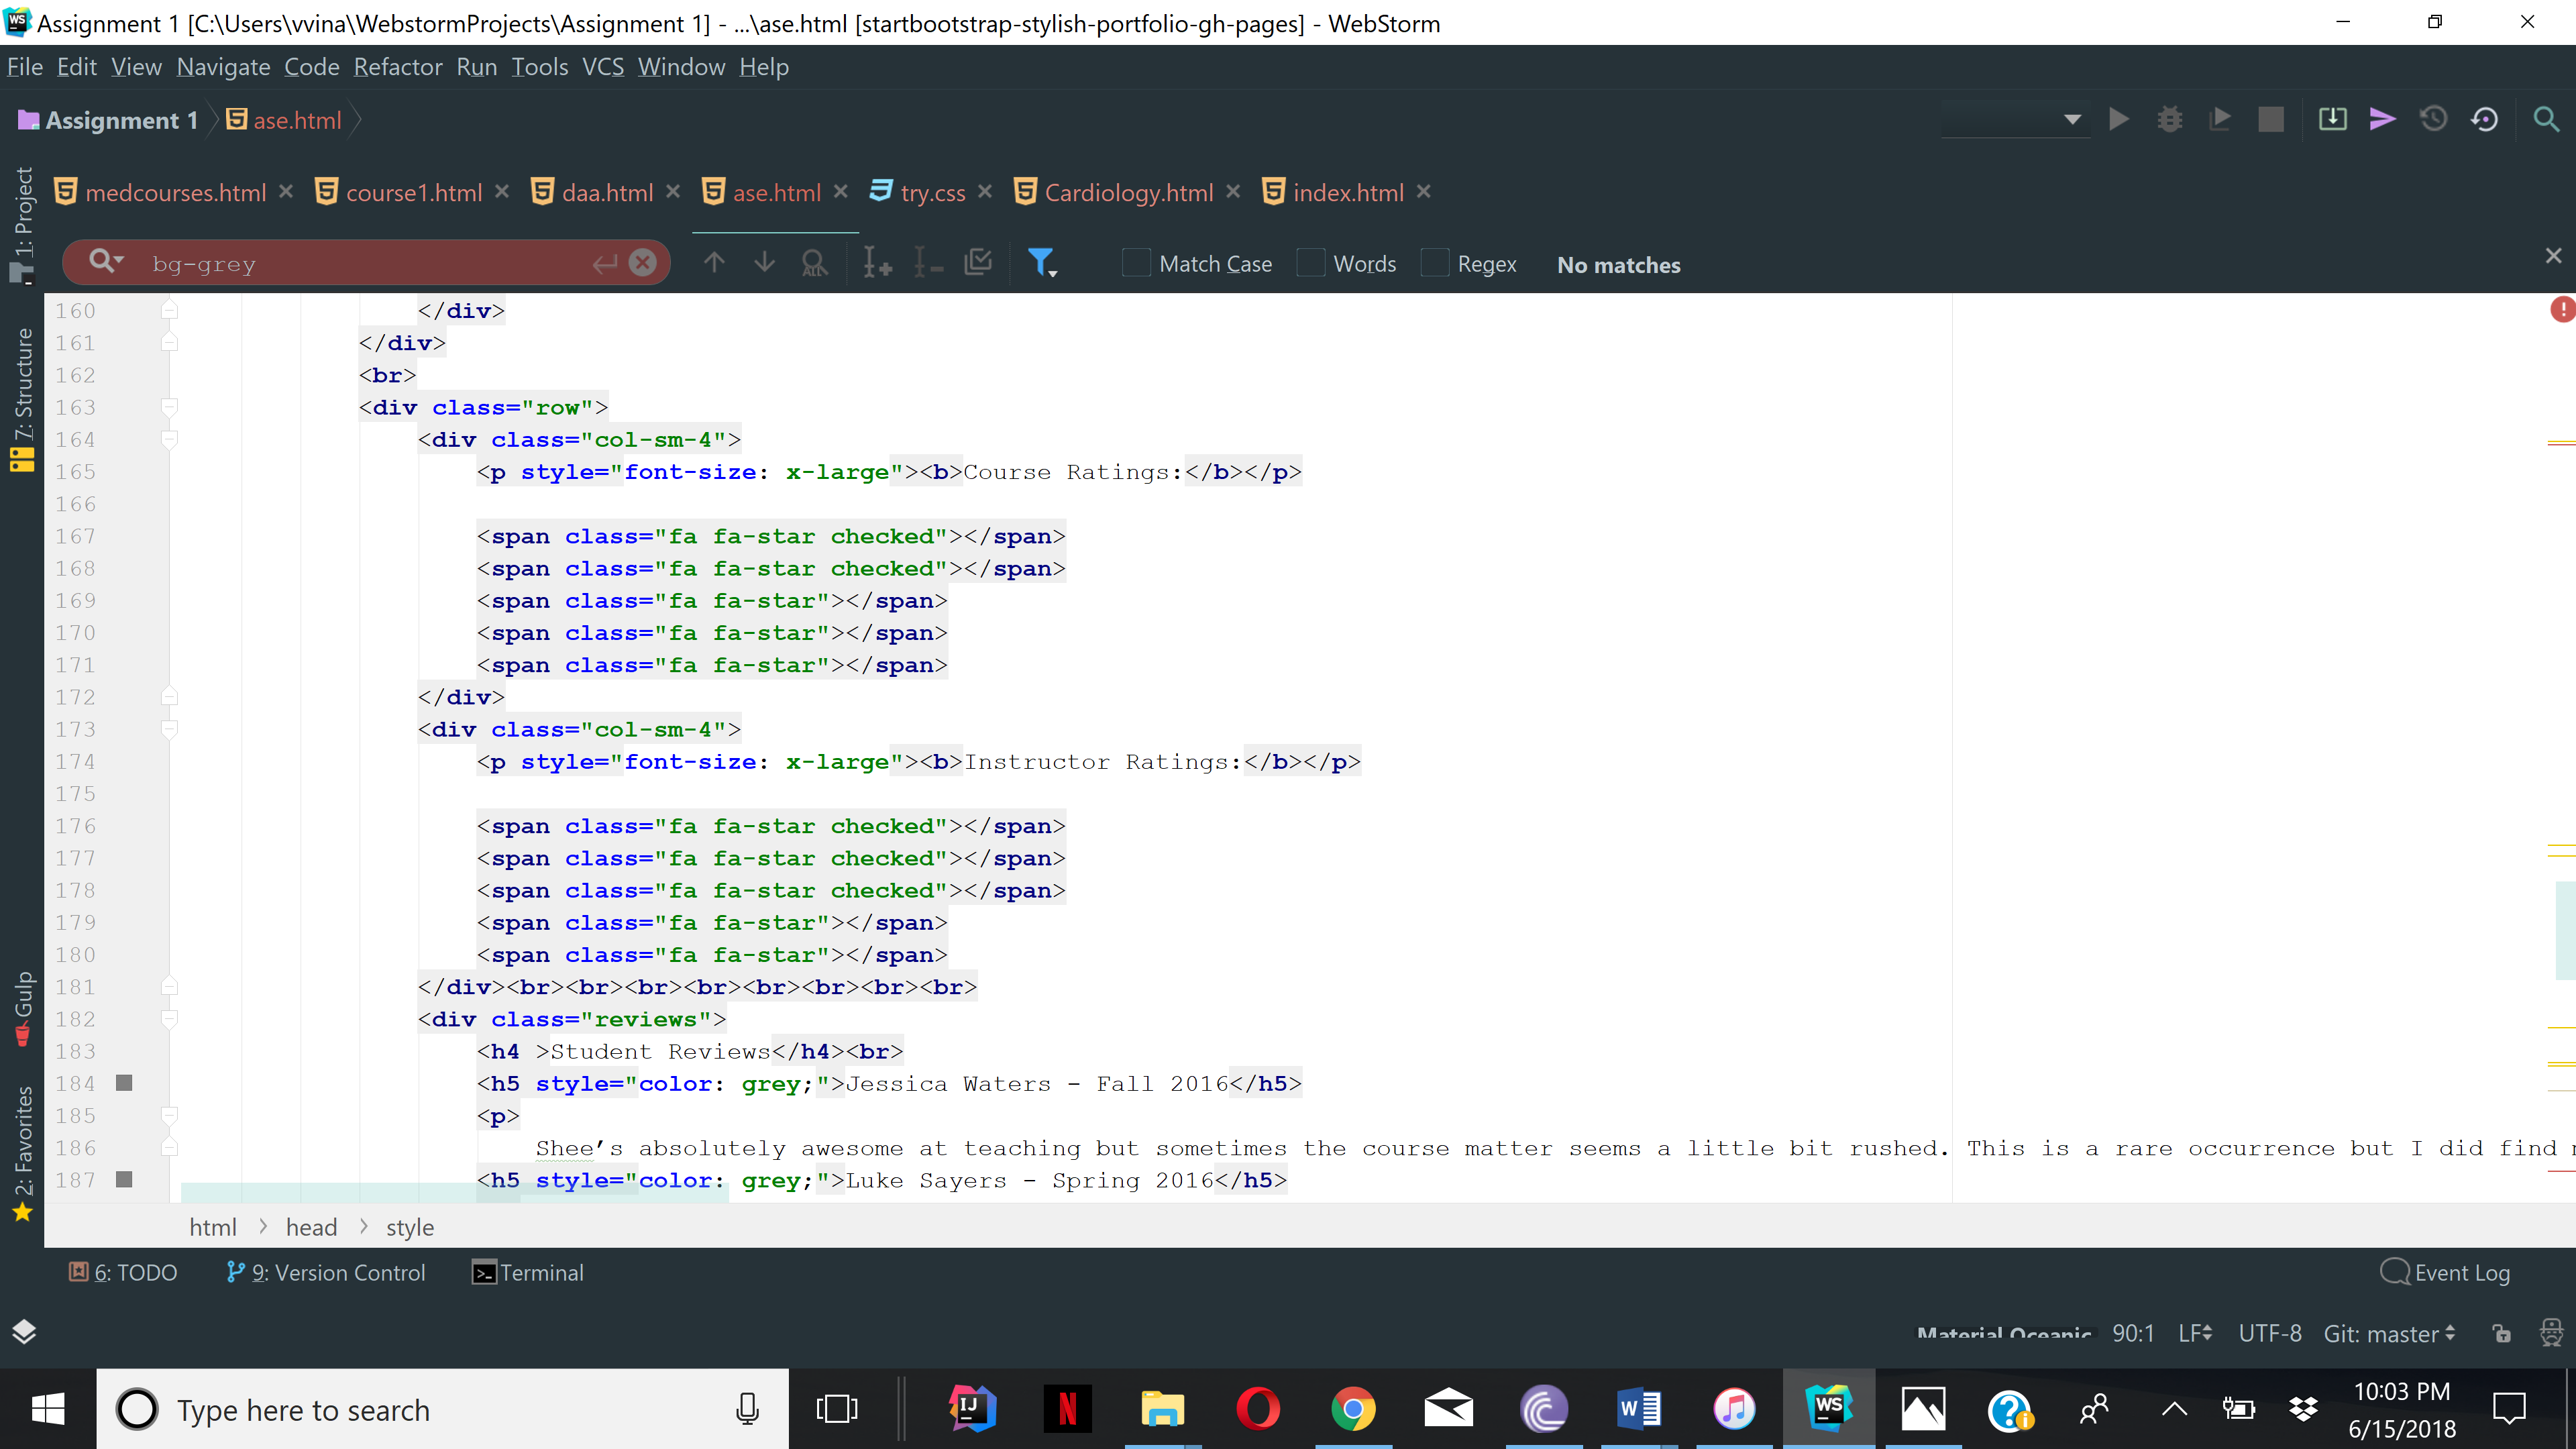 Assignment 1 [C:\Users\vvina\WebstormProjects\Assignment 1] - ...\ase.html [startbootstrap-stylish-portfolio-gh-pages] - WebStorm
File Edit View Navigate Code Refactor Run Tools VCS Window Help
Assignment 1 ase.html
medcourses.html course1.html daa.html ase.html try.css Cardiology.html index.html
bg-grey Match Case Words Regex No matches
1: Project
7: Structure
Gulp
2: Favorites
160 </div>
161 </div>
162 <br>
163 <div class="row">
164 <div class="col-sm-4">
165 <p style="font-size: x-large"><b>Course Ratings:</b></p>
166
167 <span class="fa fa-star checked"></span>
168 <span class="fa fa-star checked"></span>
169 <span class="fa fa-star"></span>
170 <span class="fa fa-star"></span>
171 <span class="fa fa-star"></span>
172 </div>
173 <div class="col-sm-4">
174 <p style="font-size: x-large"><b>Instructor Ratings:</b></p>
175
176 <span class="fa fa-star checked"></span>
177 <span class="fa fa-star checked"></span>
178 <span class="fa fa-star checked"></span>
179 <span class="fa fa-star"></span>
180 <span class="fa fa-star"></span>
181 </div><br><br><br><br><br><br><br><br>
182 <div class="reviews">
183 <h4 >Student Reviews</h4><br>
184 <h5 style="color: grey;">Jessica Waters - Fall 2016</h5>
185 <p>
186 Shee’s absolutely awesome at teaching but sometimes the course matter seems a little bit rushed. This is a rare occurrence but I did find
187 <h5 style="color: grey;">Luke Sayers - Spring 2016</h5>
html head style
6: TODO 9: Version Control Terminal Event Log
Material Oceanic 90:1 LF UTF-8 Git: master
Type here to search
10:03 PM
6/15/2018